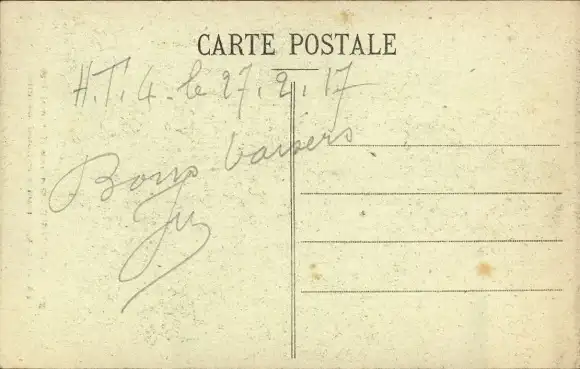 CARTE POSTALE
H.T. 4. le 27.2.17
Bons baisers